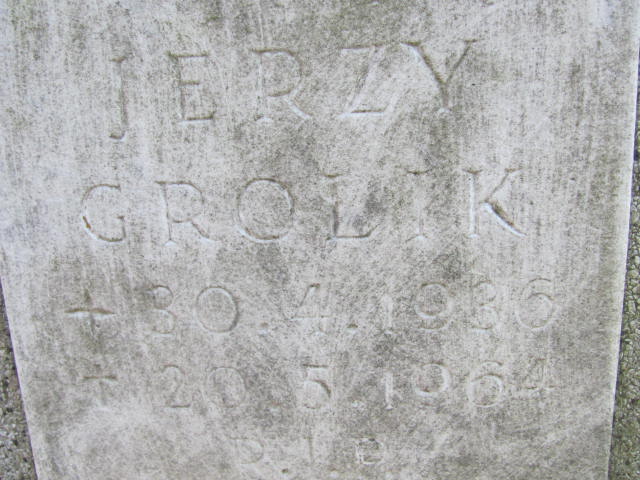 JERZY
GROLIK
+ 30.4.1936
† 20.5.1964